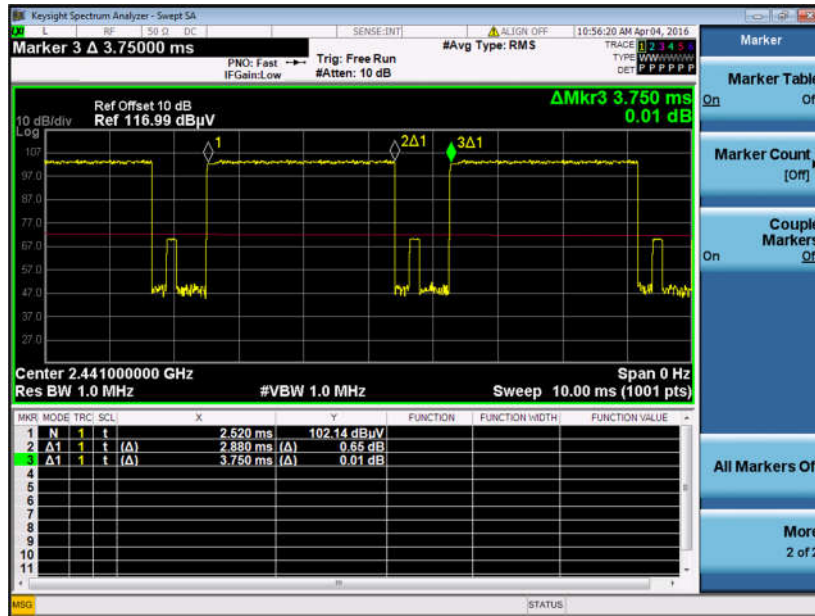 Keysight Spectrum Analyzer - Swept SA
L RF 50 Ω DC SENSE:INT ALIGN OFF 10:56:20 AM Apr 04, 2016
Marker 3 Δ 3.75000 ms
PNO: Fast
IFGain:Low
Trig: Free Run
#Atten: 10 dB
#Avg Type: RMS
TRACE 1 2 3 4 5 6
TYPE WWWWWW
DET P P P P P P
Marker
Marker Table
On Of
Marker Count
[Off]
Couple
Markers
On Of
All Markers Of
More
2 of 2
ΔMkr3 3.750 ms
0.01 dB
Ref Offset 10 dB
Ref 116.99 dBµV
10 dB/div
Log
1
2Δ1
3Δ1
107
97.0
87.0
77.0
67.0
57.0
47.0
37.0
27.0
Center 2.441000000 GHz
Span 0 Hz
Res BW 1.0 MHz
#VBW 1.0 MHz
Sweep 10.00 ms (1001 pts)
MKR MODE TRC SCL X Y FUNCTION FUNCTION WIDTH FUNCTION VALUE
1 N 1 t 2.520 ms 102.14 dBµV
2 Δ1 1 t (Δ) 2.880 ms (Δ) 0.65 dB
3 Δ1 1 t (Δ) 3.750 ms (Δ) 0.01 dB
4
5
6
7
8
9
10
11
MSG
STATUS